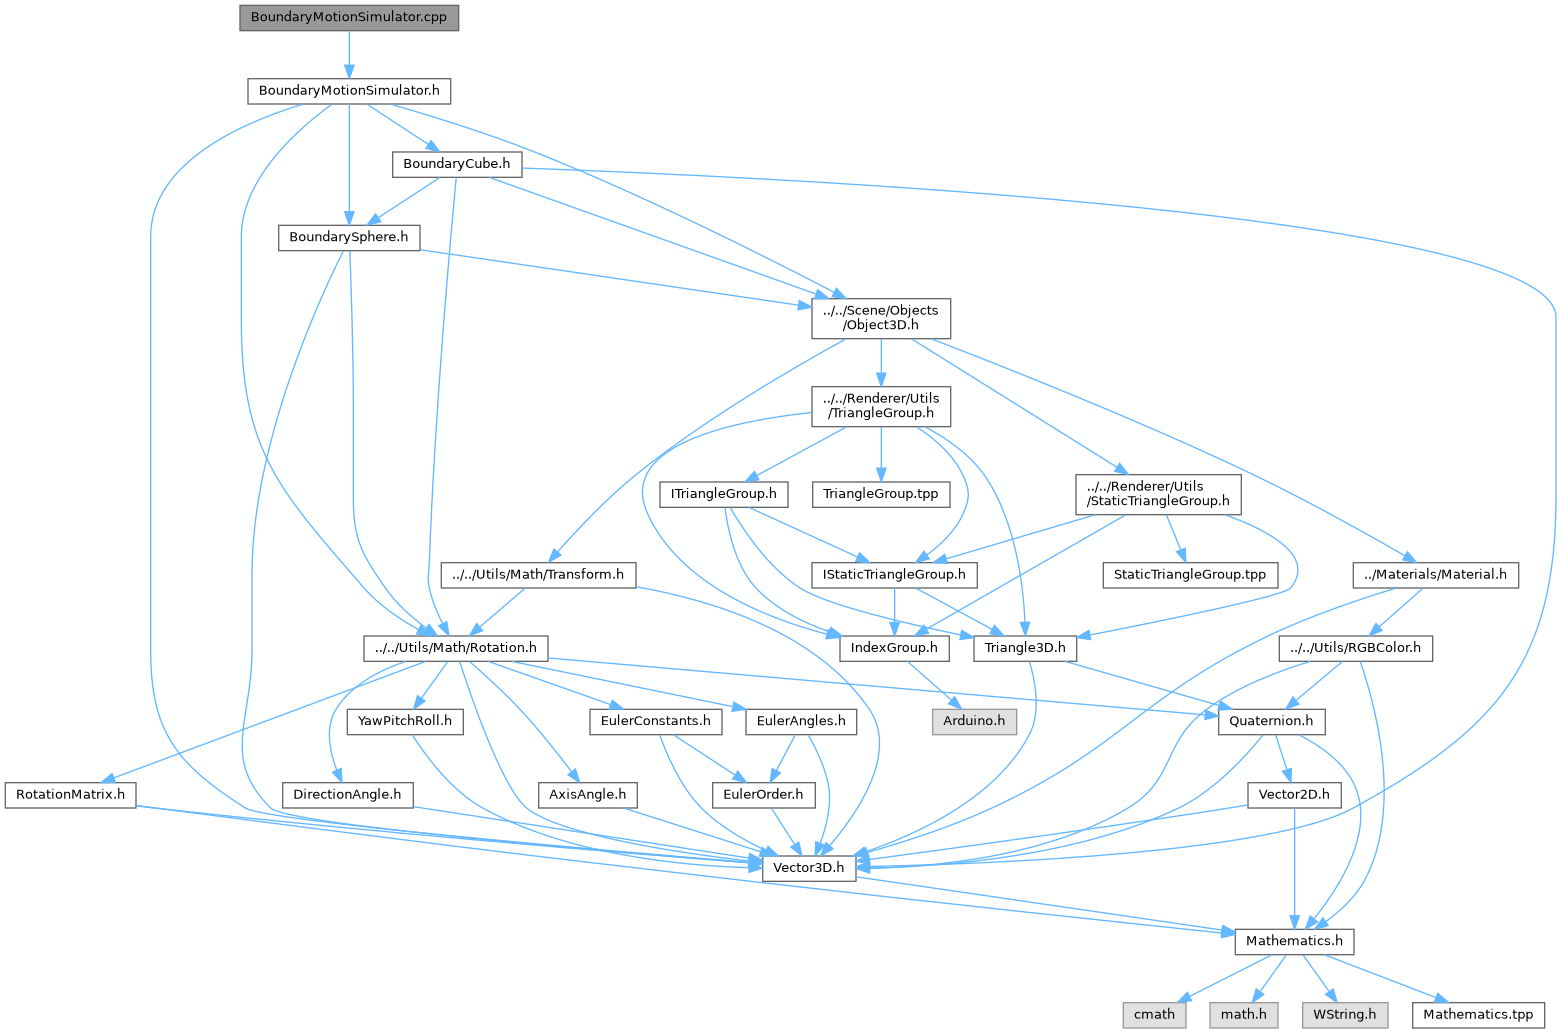 BoundaryMotionSimulator.cpp
BoundaryMotionSimulator.h
BoundaryCube.h
BoundarySphere.h
../../Scene/Objects
/Object3D.h
../../Renderer/Utils
/TriangleGroup.h
ITriangleGroup.h
TriangleGroup.tpp
../../Renderer/Utils
/StaticTriangleGroup.h
../../Utils/Math/Transform.h
IStaticTriangleGroup.h
StaticTriangleGroup.tpp
../Materials/Material.h
../../Utils/Math/Rotation.h
IndexGroup.h
Triangle3D.h
../../Utils/RGBColor.h
YawPitchRoll.h
EulerConstants.h
EulerAngles.h
Arduino.h
Quaternion.h
RotationMatrix.h
DirectionAngle.h
AxisAngle.h
EulerOrder.h
Vector2D.h
Vector3D.h
Mathematics.h
cmath
math.h
WString.h
Mathematics.tpp